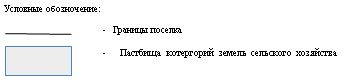 Условные обозначение:
- Границы поселка
- Пастбища котергорий земель сельского хозяйства